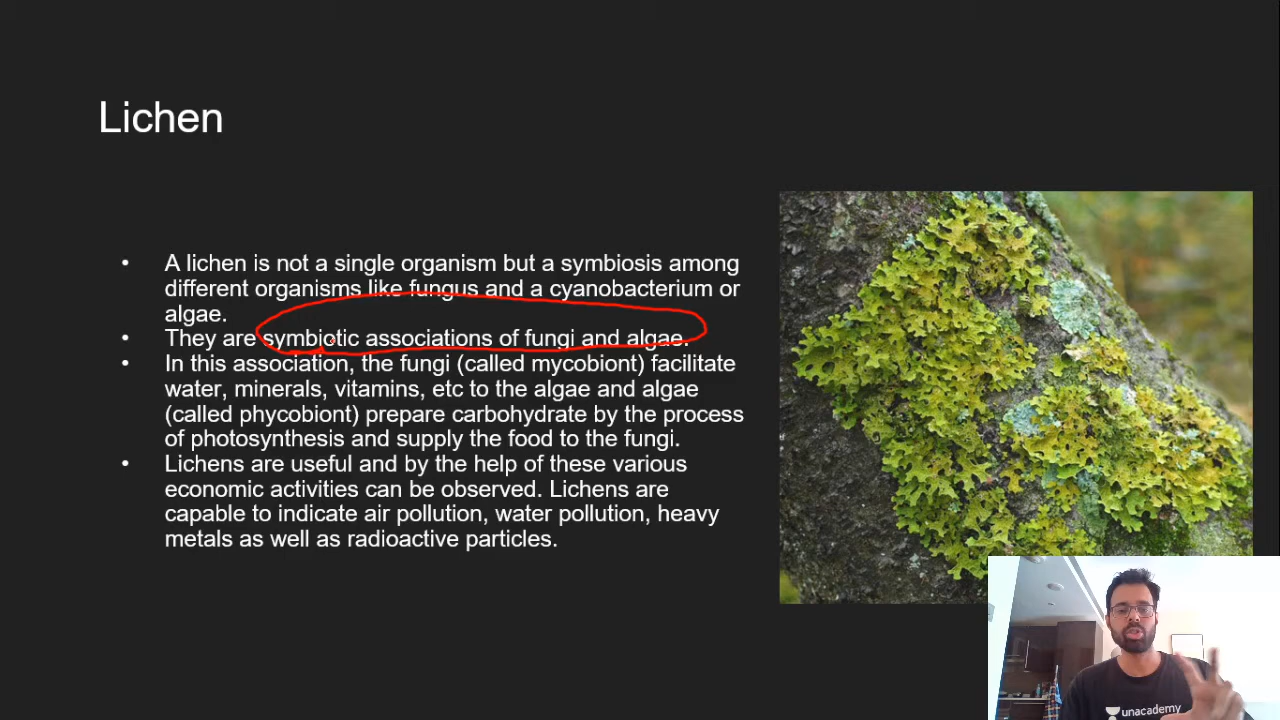 Lichen
• A lichen is not a single organism but a symbiosis among
different organisms like fungus and a cyanobacterium or
algae.
• They are symbiotic associations of fungi and algae.
• In this association, the fungi (called mycobiont) facilitate
water, minerals, vitamins, etc to the algae and algae
(called phycobiont) prepare carbohydrate by the process
of photosynthesis and supply the food to the fungi.
• Lichens are useful and by the help of these various
economic activities can be observed. Lichens are
capable to indicate air pollution, water pollution, heavy
metals as well as radioactive particles.
unacademy